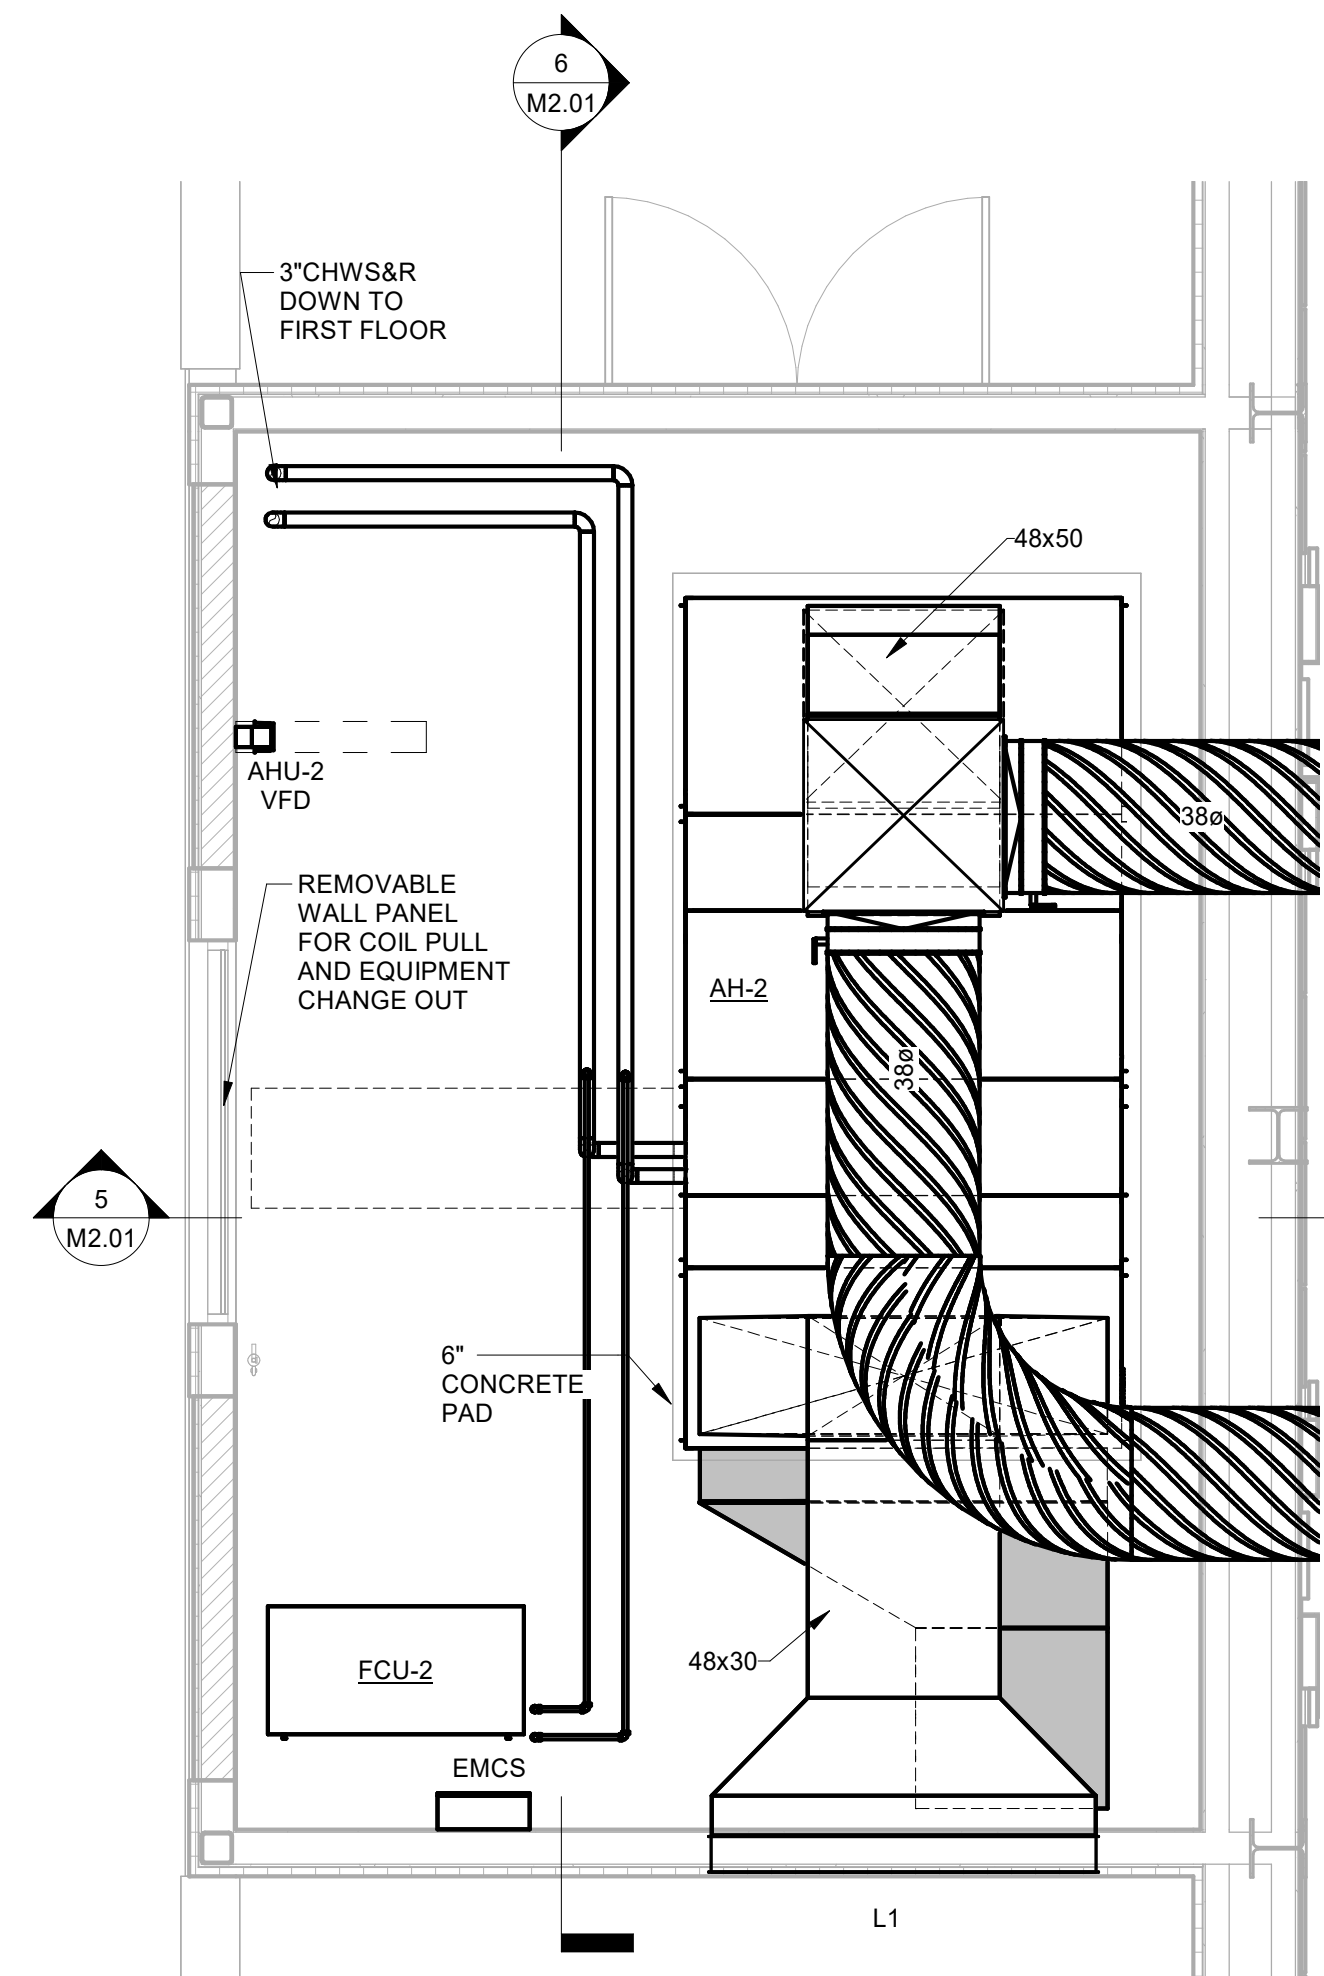 6
M2.01
3"CHWS&R
DOWN TO
FIRST FLOOR
48x50
AHU-2
VFD
38ø
REMOVABLE
WALL PANEL
FOR COIL PULL
AND EQUIPMENT
CHANGE OUT
AH-2
38ø
5
M2.01
6"
CONCRETE
PAD
48x30
FCU-2
EMCS
L1